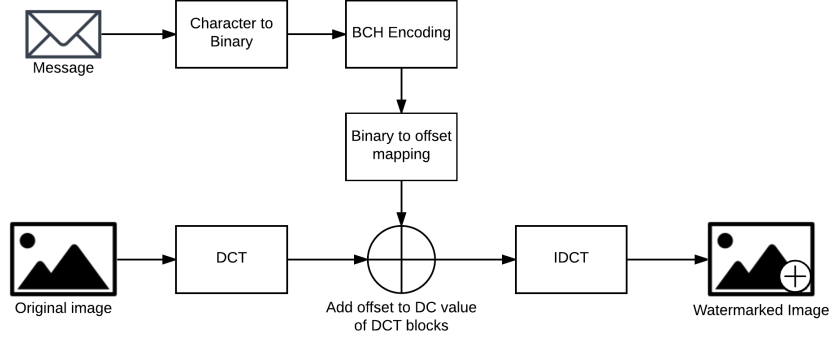 Character to
Binary
BCH Encoding
Message
Binary to offset
mapping
DCT
IDCT
Original image
Add offset to DC value
of DCT blocks
Watermarked Image